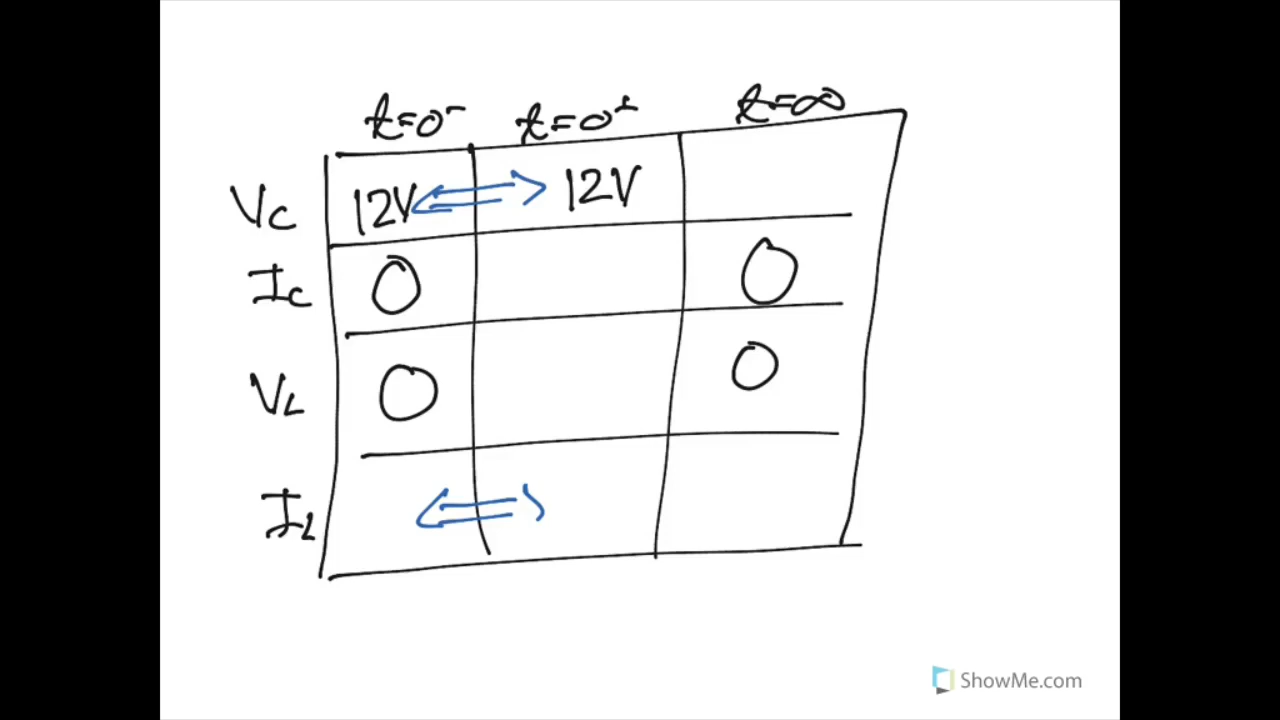 t=0⁻ t=0⁺ t=∞
Vc 12V ⟺ 12V
Ic 0 0
VL 0 0
IL ⟺
ShowMe.com